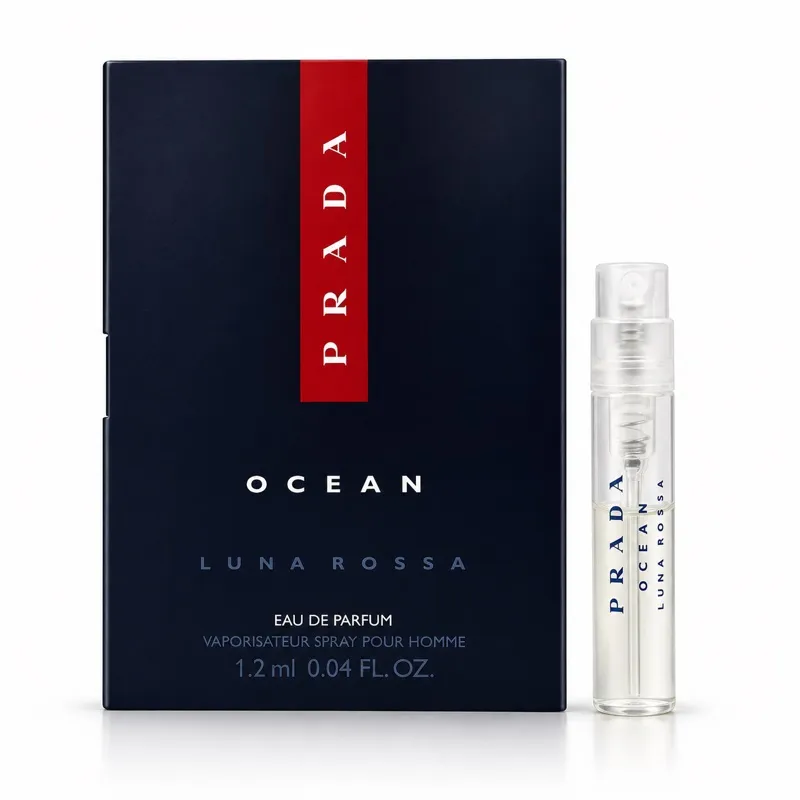 PRADA
OCEAN
LUNA ROSSA
EAU DE PARFUM
VAPORISATEUR SPRAY POUR HOMME
1.2 ml 0.04 FL. OZ.
PRADA
OCEAN
LUNA ROSSA